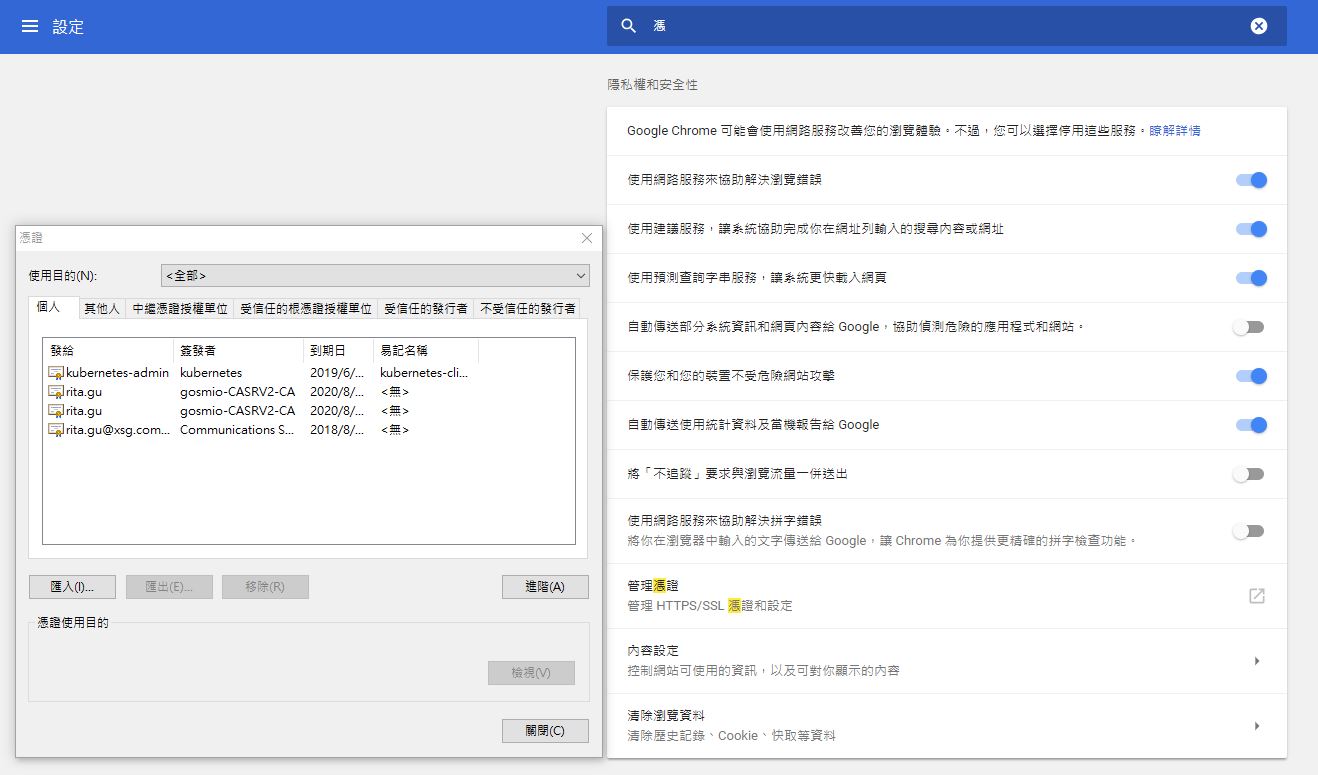 設定
憑
隱私權和安全性
Google Chrome 可能會使用網路服務改善您的瀏覽體驗。不過，您可以選擇停用這些服務。瞭解詳情
使用網路服務來協助解決瀏覽錯誤
使用建議服務，讓系統協助完成你在網址列輸入的搜尋內容或網址
使用預測查詢字串服務，讓系統更快載入網頁
自動傳送部分系統資訊和網頁內容給 Google，協助偵測危險的應用程式和網站。
保護您和您的裝置不受危險網站攻擊
自動傳送使用統計資料及當機報告給 Google
將「不追蹤」要求與瀏覽流量一併送出
使用網路服務來協助解決拼字錯誤
將你在瀏覽器中輸入的文字傳送給 Google，讓 Chrome 為你提供更精確的拼字檢查功能。
管理憑證
管理 HTTPS/SSL 憑證和設定
內容設定
控制網站可使用的資訊，以及可對你顯示的內容
清除瀏覽資料
清除歷史記錄、Cookie、快取等資料
憑證
使用目的(N):
<全部>
個人 其他人 中繼憑證授權單位 受信任的根憑證授權單位 受信任的發行者 不受信任的發行者
發給 簽發者 到期日 易記名稱
kubernetes-admin kubernetes 2019/6/... kubernetes-cli...
rita.gu gosmio-CASRV2-CA 2020/8/... <無>
rita.gu gosmio-CASRV2-CA 2020/8/... <無>
rita.gu@xsg.com... Communications S... 2018/8/... <無>
匯入(I)... 匯出(E)... 移除(R) 進階(A)
憑證使用目的
檢視(V)
關閉(C)